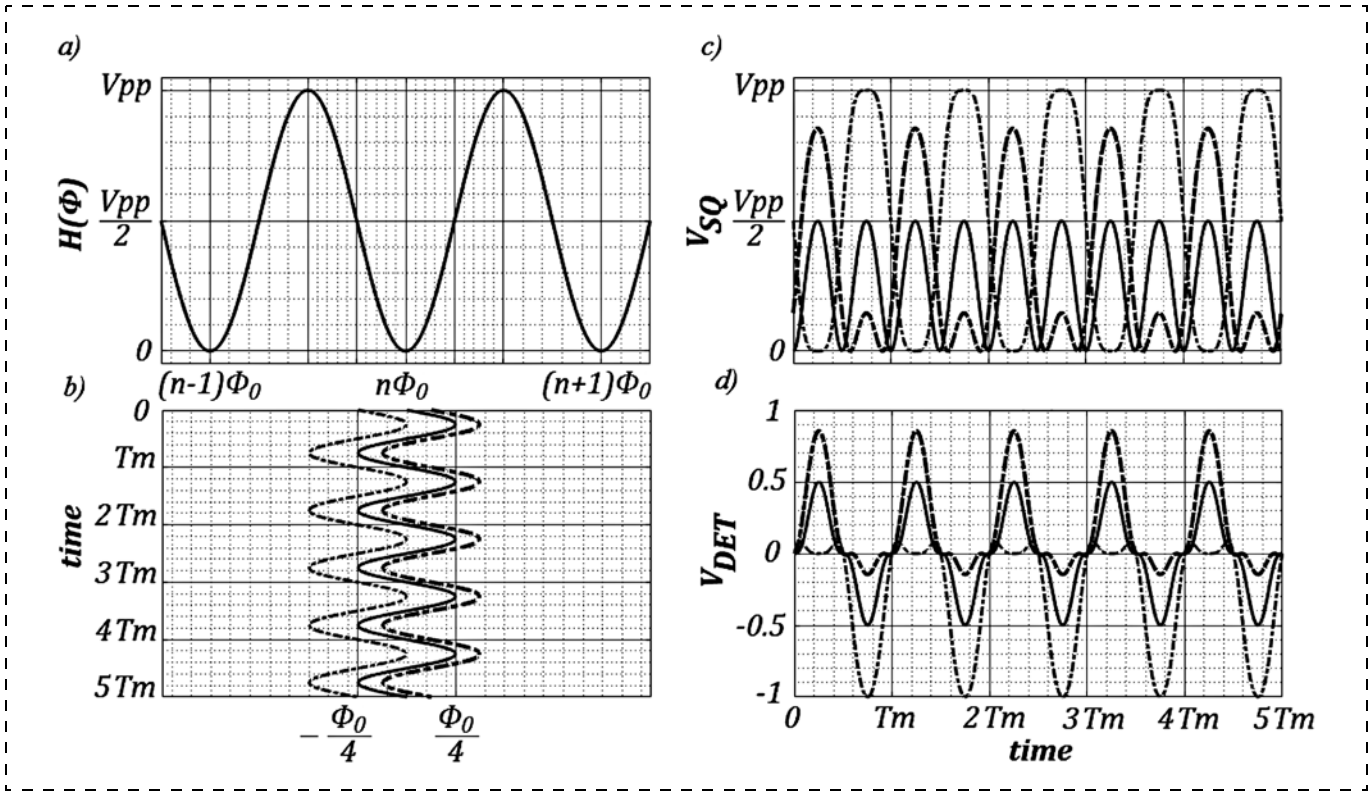 a)
Vpp
Vpp
2
0
H(Φ)
(n-1)Φ0
nΦ0
(n+1)Φ0
b)
0
Tm
2Tm
3Tm
4Tm
5Tm
time
- Φ0
4
Φ0
4
c)
Vpp
Vpp
2
0
VSQ
d)
1
0.5
0
-0.5
-1
VDET
0
Tm
2Tm
3Tm
4Tm
5Tm
time